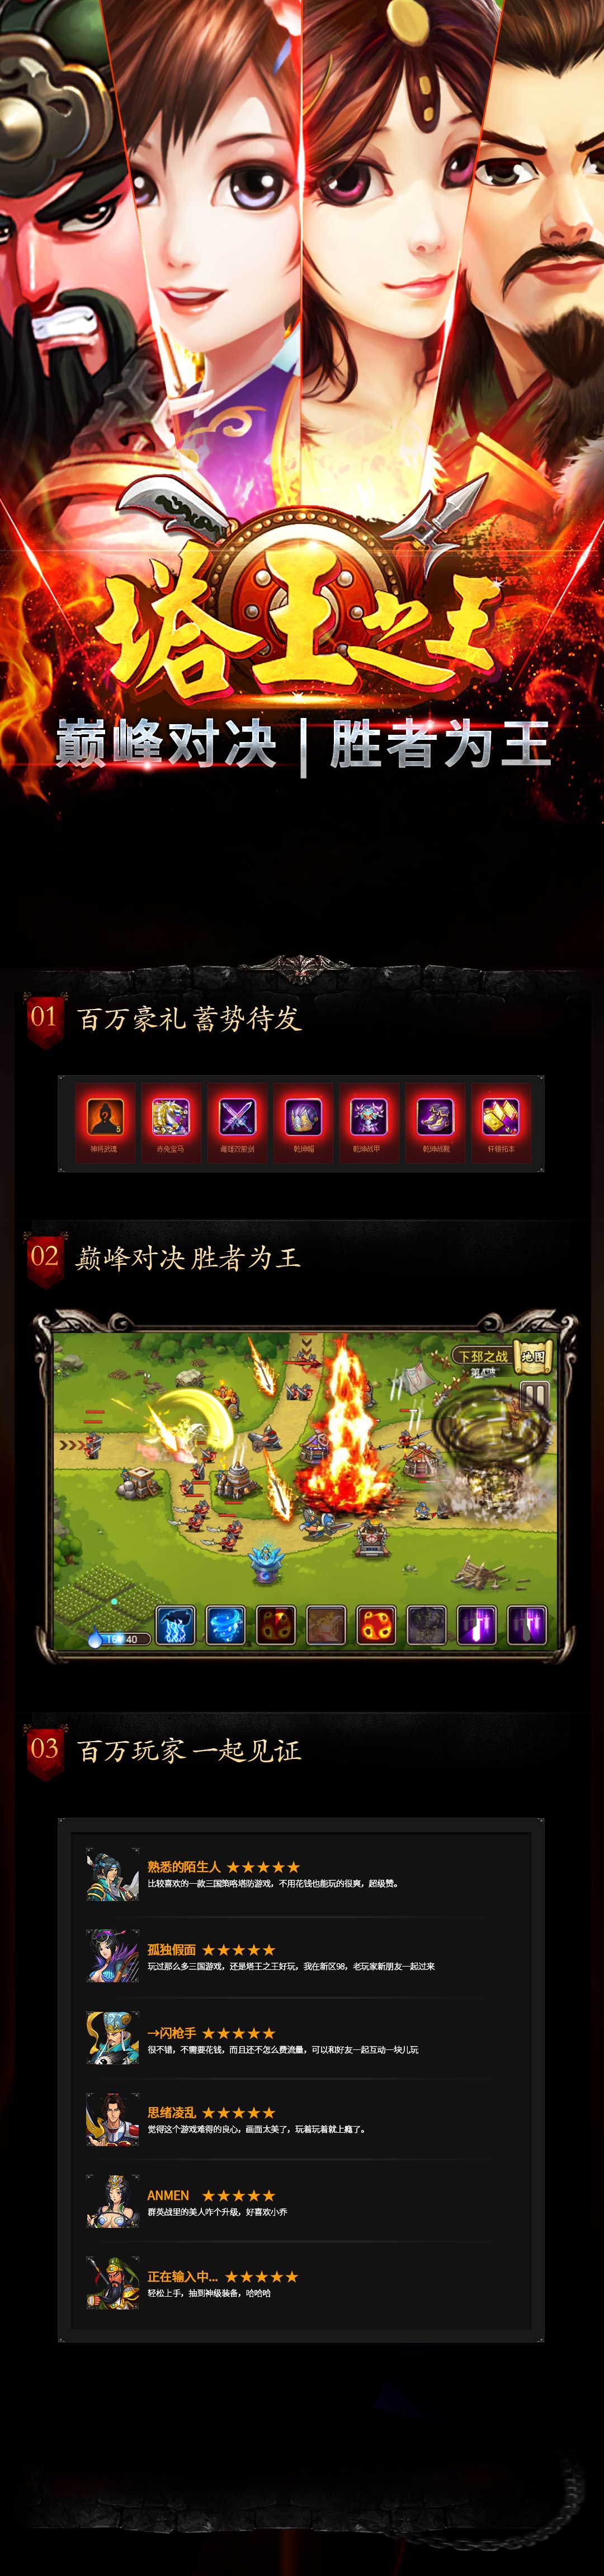 塔王之王
巅峰对决|胜者为王
01 百万豪礼 蓄势待发
5
神将武魂 赤兔宝马 雌雄双股剑 乾坤帽 乾坤战甲 乾坤战靴 轩辕拓本
02 巅峰对决 胜者为王
下邳之战 地图
40
03 百万玩家 一起见证
熟悉的陌生人 ★★★★★
比较喜欢的一款三国策略塔防游戏，不用花钱也能玩的很爽，超级赞。
孤独假面 ★★★★★
玩过那么多三国游戏，还是塔王之王好玩，我在新区98，老玩家新朋友一起过来
→闪枪手 ★★★★★
很不错，不需要花钱，而且还不怎么费流量，可以和好友一起互动一块儿玩
思绪凌乱 ★★★★★
觉得这个游戏难得的良心，画面太美了，玩着玩着就上瘾了。
ANMEN ★★★★★
群英战里的美人咋个升级，好喜欢小乔
正在输入中... ★★★★★
轻松上手，抽到神级装备，哈哈哈